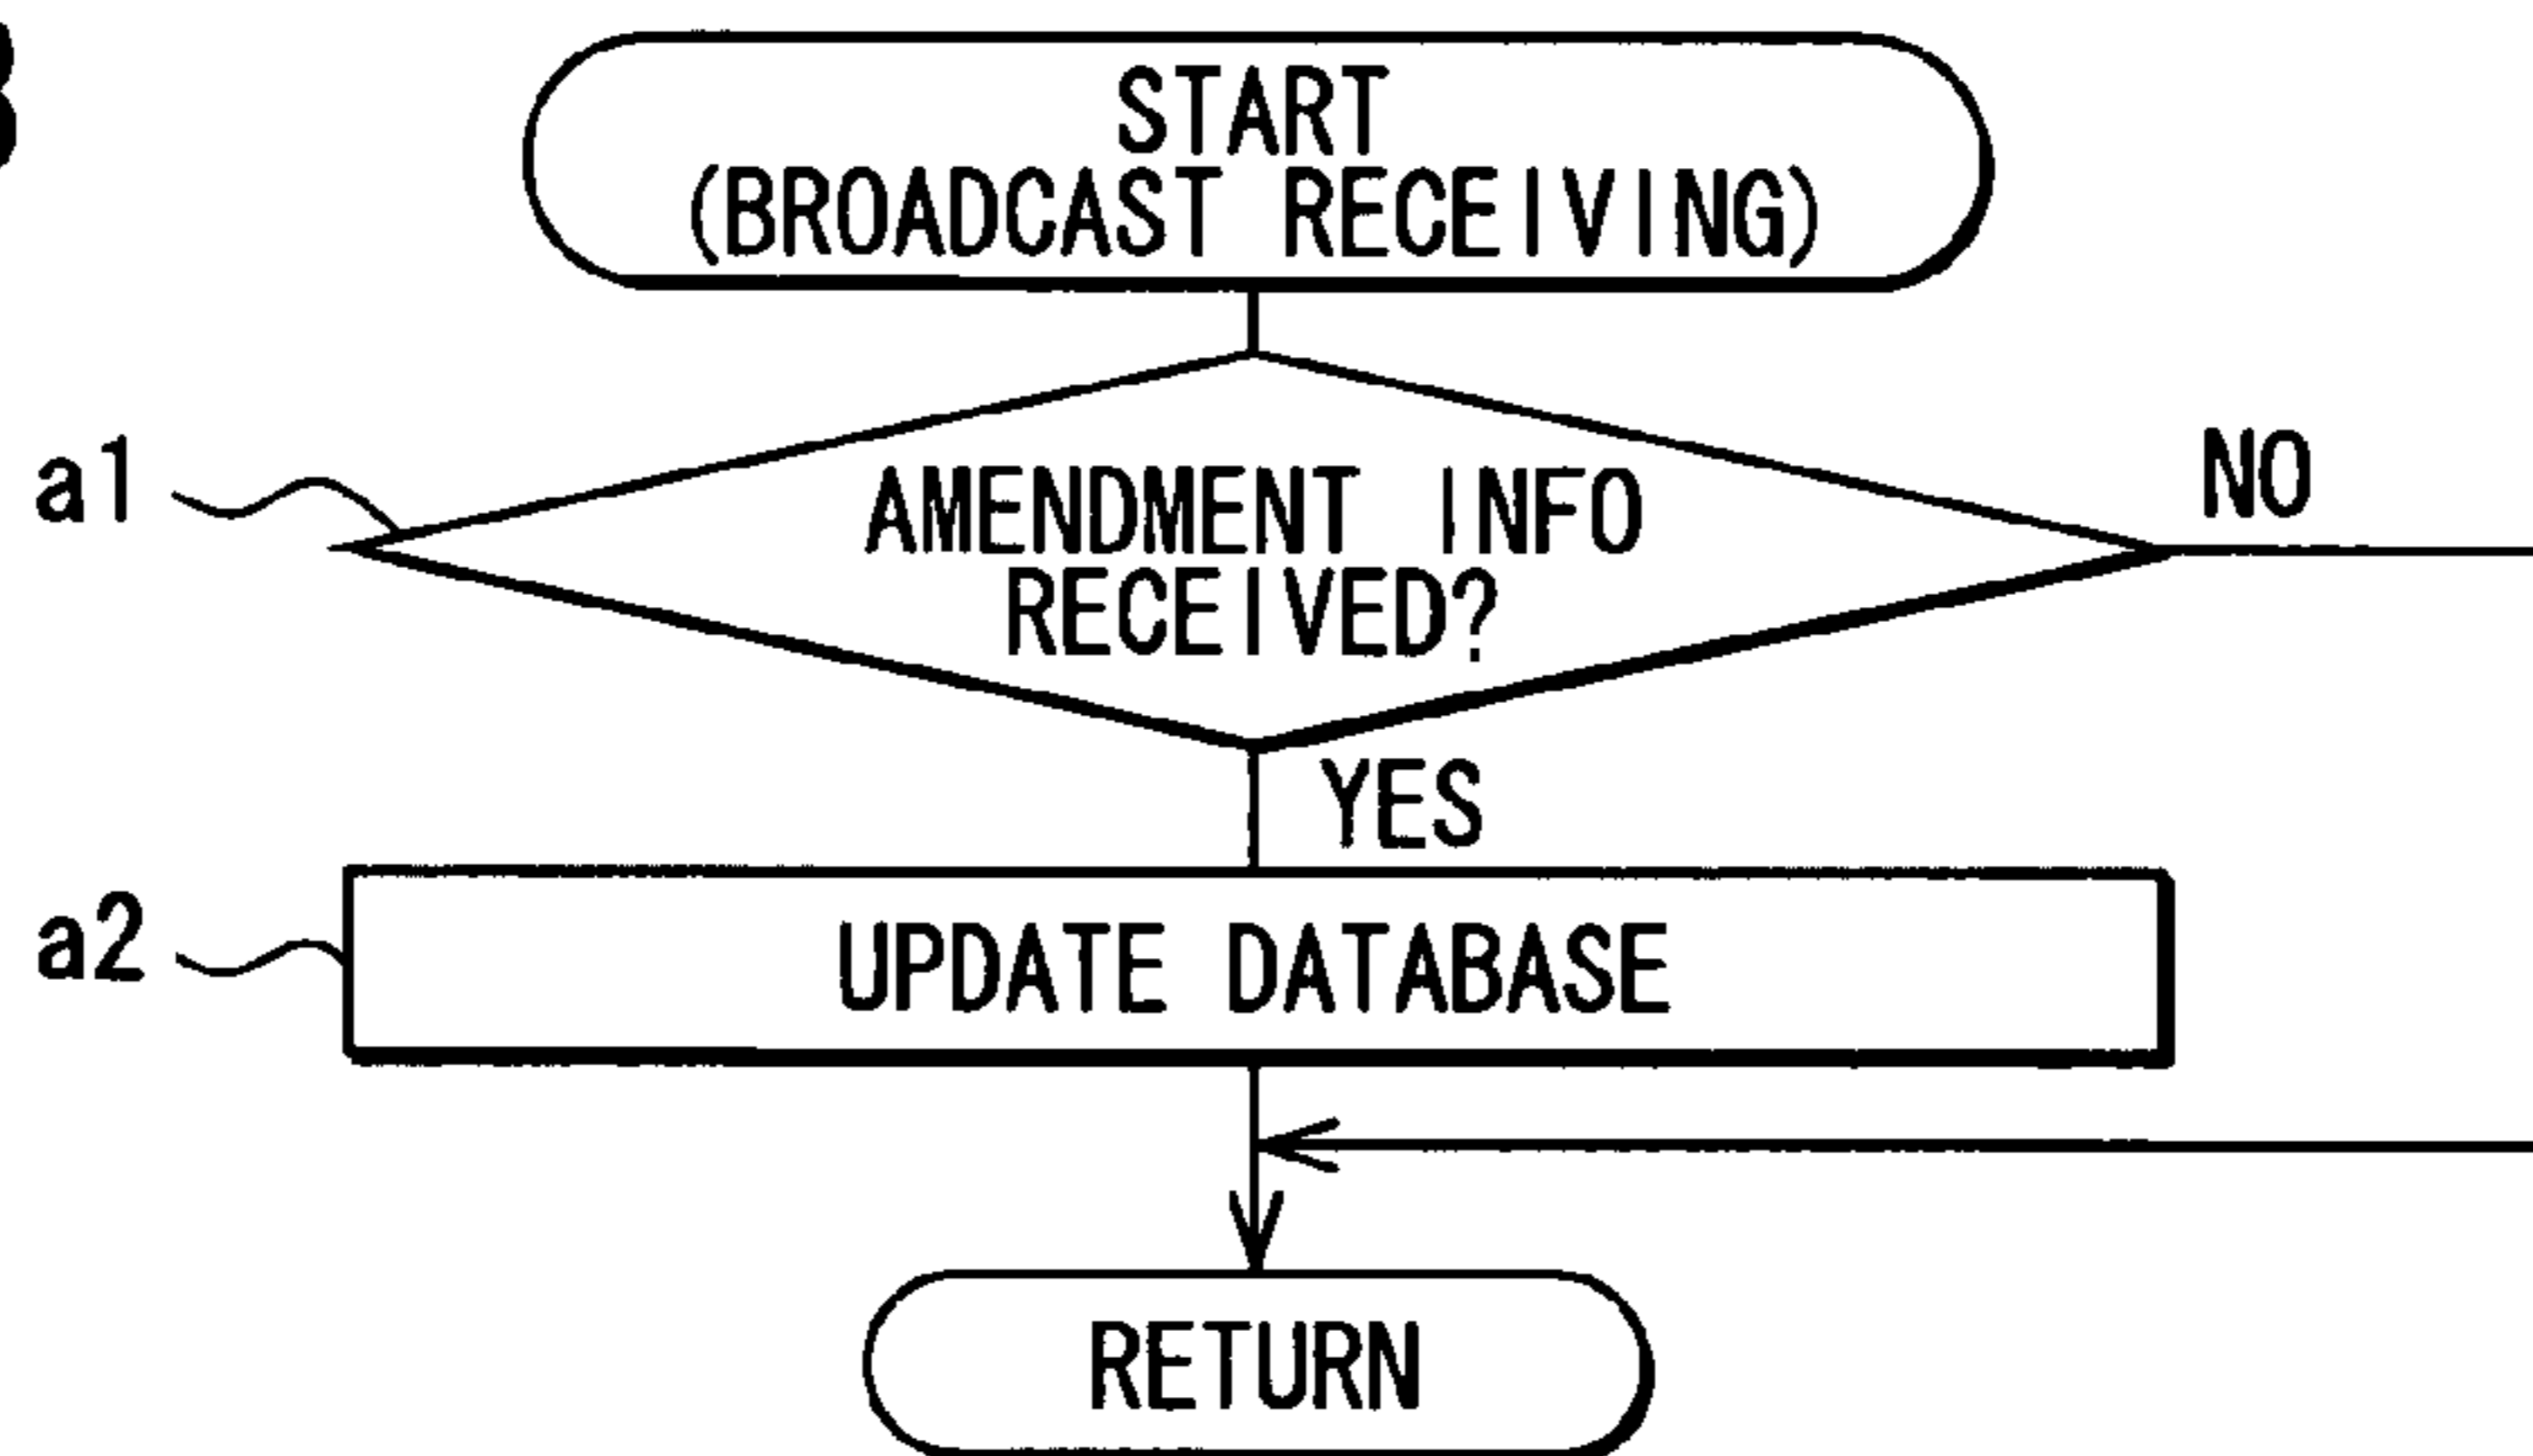 START
(BROADCAST RECEIVING)
a1
AMENDMENT INFO
RECEIVED?
NO
YES
a2
UPDATE DATABASE
RETURN